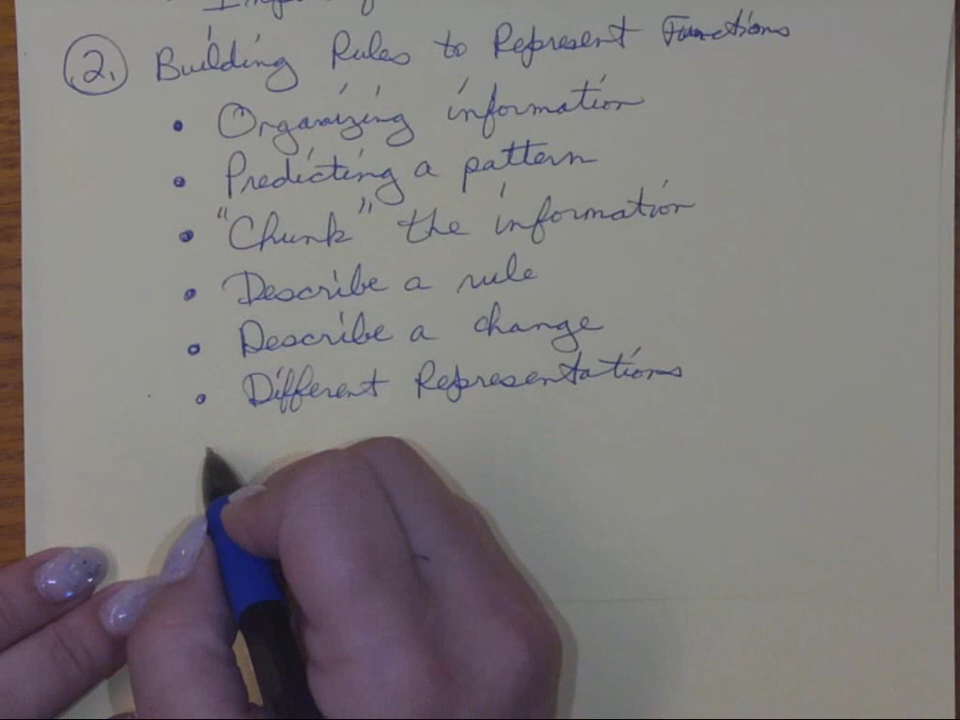 2. Building Rules to Represent Functions
• Organizing information
• Predicting a pattern
• "Chunk" the information
• Describe a rule
• Describe a change
• Different Representations